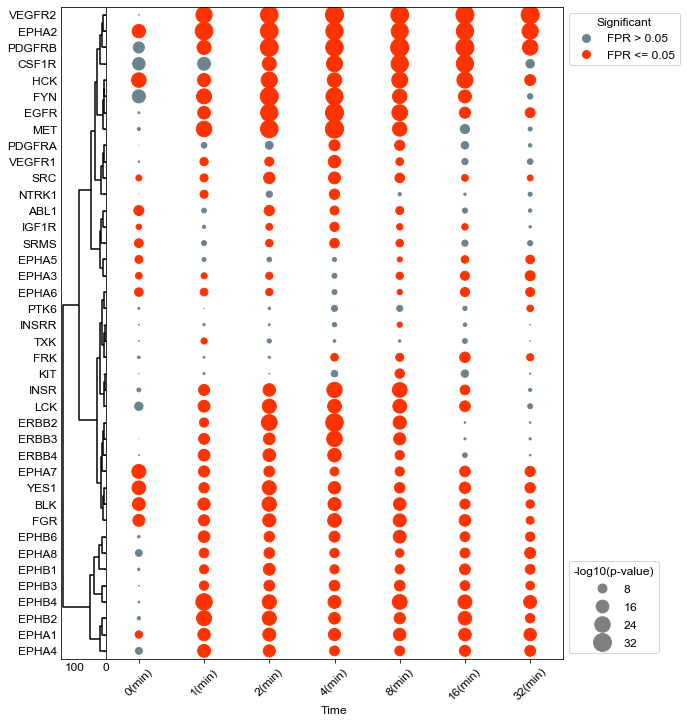 VEGFR2
EPHA2
PDGFRB
CSF1R
HCK
FYN
EGFR
MET
PDGFRA
VEGFR1
SRC
NTRK1
ABL1
IGF1R
SRMS
EPHA5
EPHA3
EPHA6
PTK6
INSRR
TXK
FRK
KIT
INSR
LCK
ERBB2
ERBB3
ERBB4
EPHA7
YES1
BLK
FGR
EPHB6
EPHA8
EPHB1
EPHB3
EPHB4
EPHB2
EPHA1
EPHA4
100 0
0(min) 1(min) 2(min) 4(min) 8(min) 16(min) 32(min)
Time
Significant
FPR > 0.05
FPR <= 0.05
-log10(p-value)
8
16
24
32